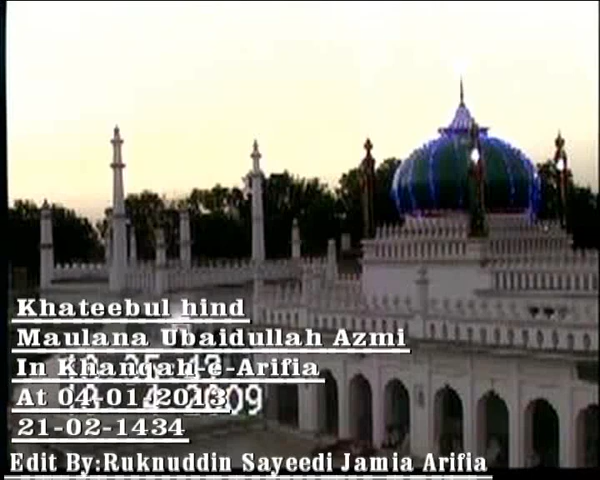 Khateebul hind
Maulana Ubaidullah Azmi
In Khanqah-e-Arifia
At 04-01-2013
21-02-1434
Edit By:Ruknuddin Sayeedi Jamia Arifia